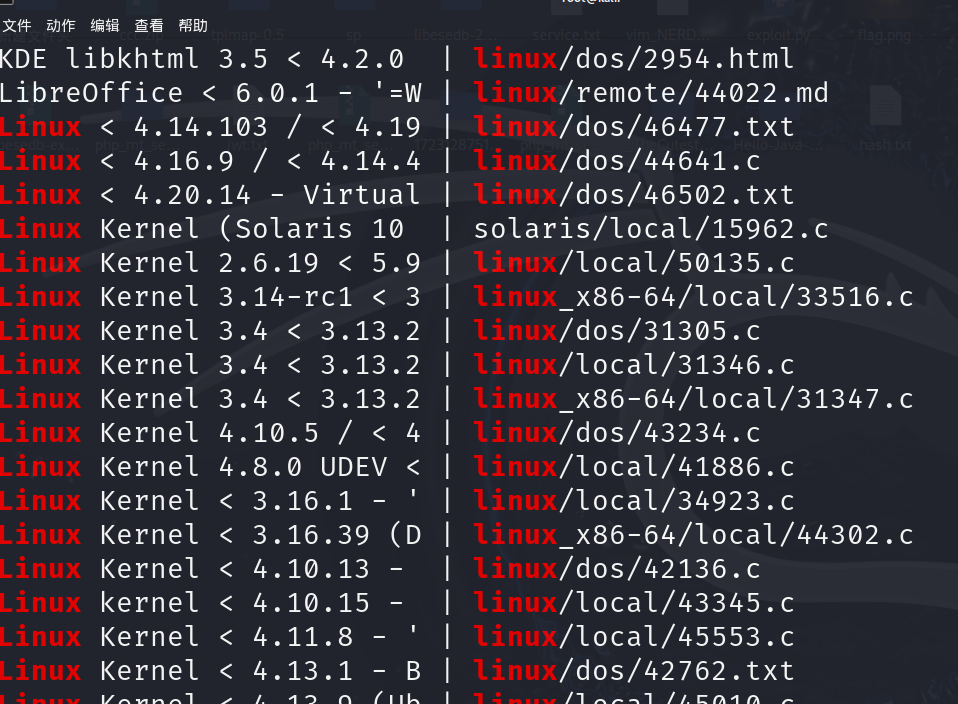 文件 动作 编辑 查看 帮助
KDE libkhtml 3.5 < 4.2.0 | linux/dos/2954.html
LibreOffice < 6.0.1 - '=W | linux/remote/44022.md
Linux < 4.14.103 / < 4.19 | linux/dos/46477.txt
Linux < 4.16.9 / < 4.14.4 | linux/dos/44641.c
Linux < 4.20.14 - Virtual | linux/dos/46502.txt
Linux Kernel (Solaris 10 | solaris/local/15962.c
Linux Kernel 2.6.19 < 5.9 | linux/local/50135.c
Linux Kernel 3.14-rc1 < 3 | linux_x86-64/local/33516.c
Linux Kernel 3.4 < 3.13.2 | linux/dos/31305.c
Linux Kernel 3.4 < 3.13.2 | linux/local/31346.c
Linux Kernel 3.4 < 3.13.2 | linux_x86-64/local/31347.c
Linux Kernel 4.10.5 / < 4 | linux/dos/43234.c
Linux Kernel 4.8.0 UDEV < | linux/local/41886.c
Linux Kernel < 3.16.1 - ' | linux/local/34923.c
Linux Kernel < 3.16.39 (D | linux_x86-64/local/44302.c
Linux Kernel < 4.10.13 - | linux/dos/42136.c
Linux kernel < 4.10.15 - | linux/local/43345.c
Linux Kernel < 4.11.8 - ' | linux/local/45553.c
Linux Kernel < 4.13.1 - B | linux/dos/42762.txt
Linux Kernel < 4.13.9 (Ub | linux/local/45010.c